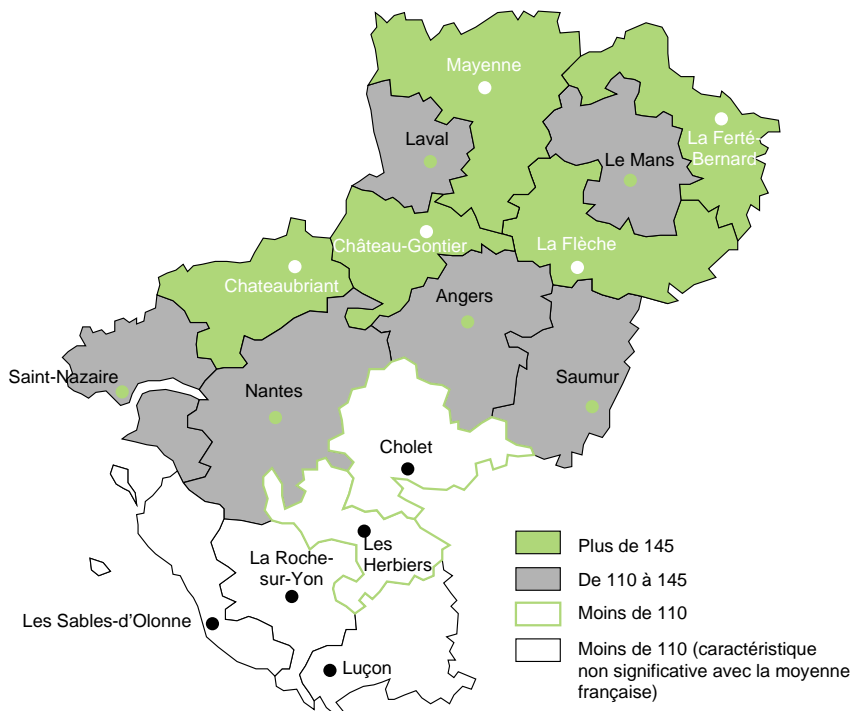 Mayenne
La Ferté-
Bernard
Laval
Le Mans
Château-Gontier
La Flèche
Chateaubriant
Angers
Saint-Nazaire
Nantes
Saumur
Cholet
Les
Herbiers
La Roche-
sur-Yon
Les Sables-d'Olonne
Luçon
Plus de 145
De 110 à 145
Moins de 110
Moins de 110 (caractéristique
non significative avec la moyenne
française)